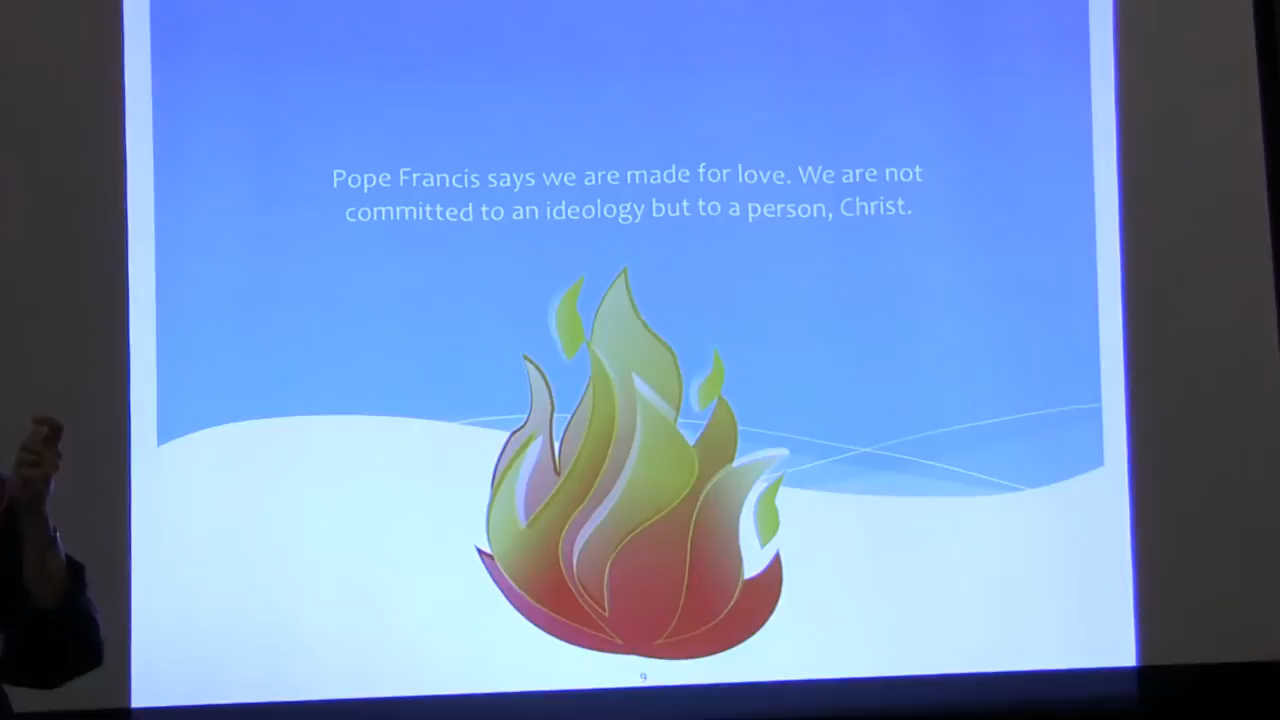 Pope Francis says we are made for love. We are not
committed to an ideology but to a person, Christ.
9